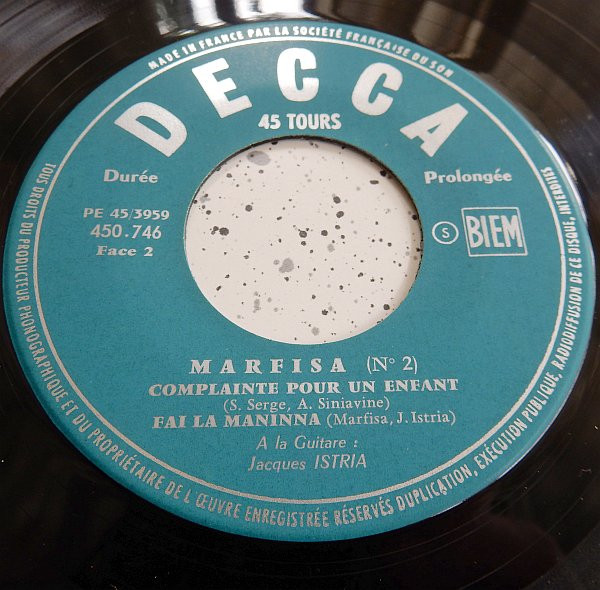 MADE IN FRANCE PAR LA SOCIÉTÉ FRANÇAISE DU SON
DECCA
45 TOURS
Durée Prolongée
PE 45/3959
450.746
Face 2
S BIEM
MARFISA (N° 2)
COMPLAINTE POUR UN ENFANT
(S. Serge, A. Siniavine)
FAI LA MANINNA (Marfisa, J. Istria)
A la Guitare :
Jacques ISTRIA
TOUS DROITS DU PRODUCTEUR PHONOGRAPHIQUE ET DU PROPRIÉTAIRE DE L'ŒUVRE ENREGISTRÉE RÉSERVÉS DUPLICATION, EXÉCUTION PUBLIQUE, RADIODIFFUSION DE CE DISQUE, INTERDITES